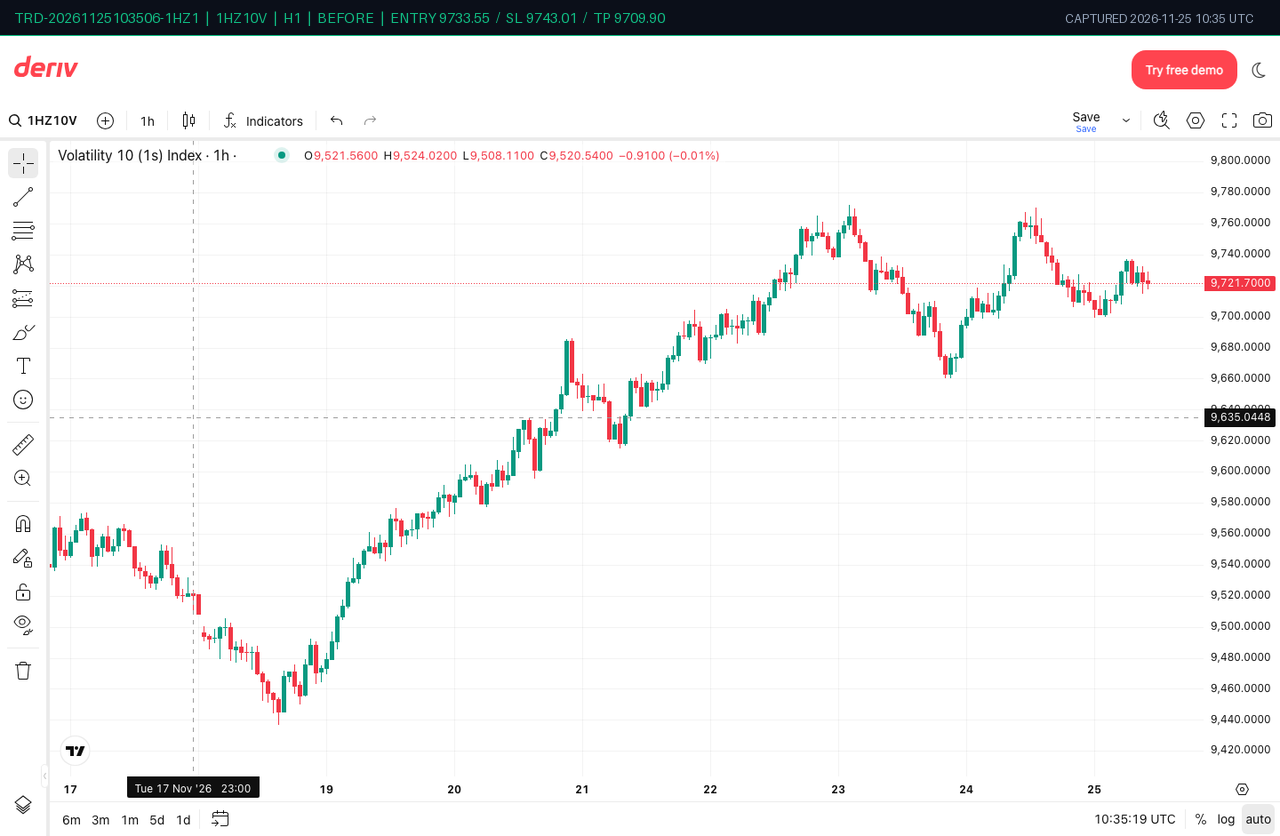 TRD-20261125103506-1HZ1 | 1HZ10V | H1 | BEFORE | ENTRY 9733.55 / SL 9743.01 / TP 9709.90
CAPTURED 2026-11-25 10:35 UTC
deriv
Try free demo
1HZ10V
1h
Indicators
Save
Save
Volatility 10 (1s) Index · 1h ·
O9,521.5600 H9,524.0200 L9,508.1100 C9,520.5400 −0.9100 (−0.01%)
9,800.0000
9,780.0000
9,760.0000
9,740.0000
9,721.7000
9,700.0000
9,680.0000
9,660.0000
9,640.0000
9,635.0448
9,620.0000
9,600.0000
9,580.0000
9,560.0000
9,540.0000
9,520.0000
9,500.0000
9,480.0000
9,460.0000
9,440.0000
9,420.0000
17
Tue 17 Nov '26 23:00
19
20
21
22
23
24
25
6m 3m 1m 5d 1d
10:35:19 UTC
% log auto